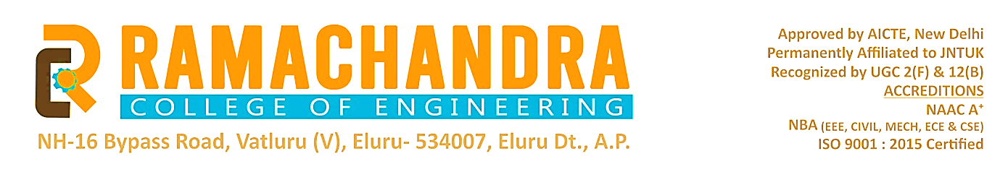 RAMACHANDRA
COLLEGE OF ENGINEERING
NH-16 Bypass Road, Vatluru (V), Eluru- 534007, Eluru Dt., A.P.
Approved by AICTE, New Delhi
Permanently Affiliated to JNTUK
Recognized by UGC 2(F) & 12(B)
ACCREDITIONS
NAAC A⁺
NBA (EEE, CIVIL, MECH, ECE & CSE)
ISO 9001 : 2015 Certified